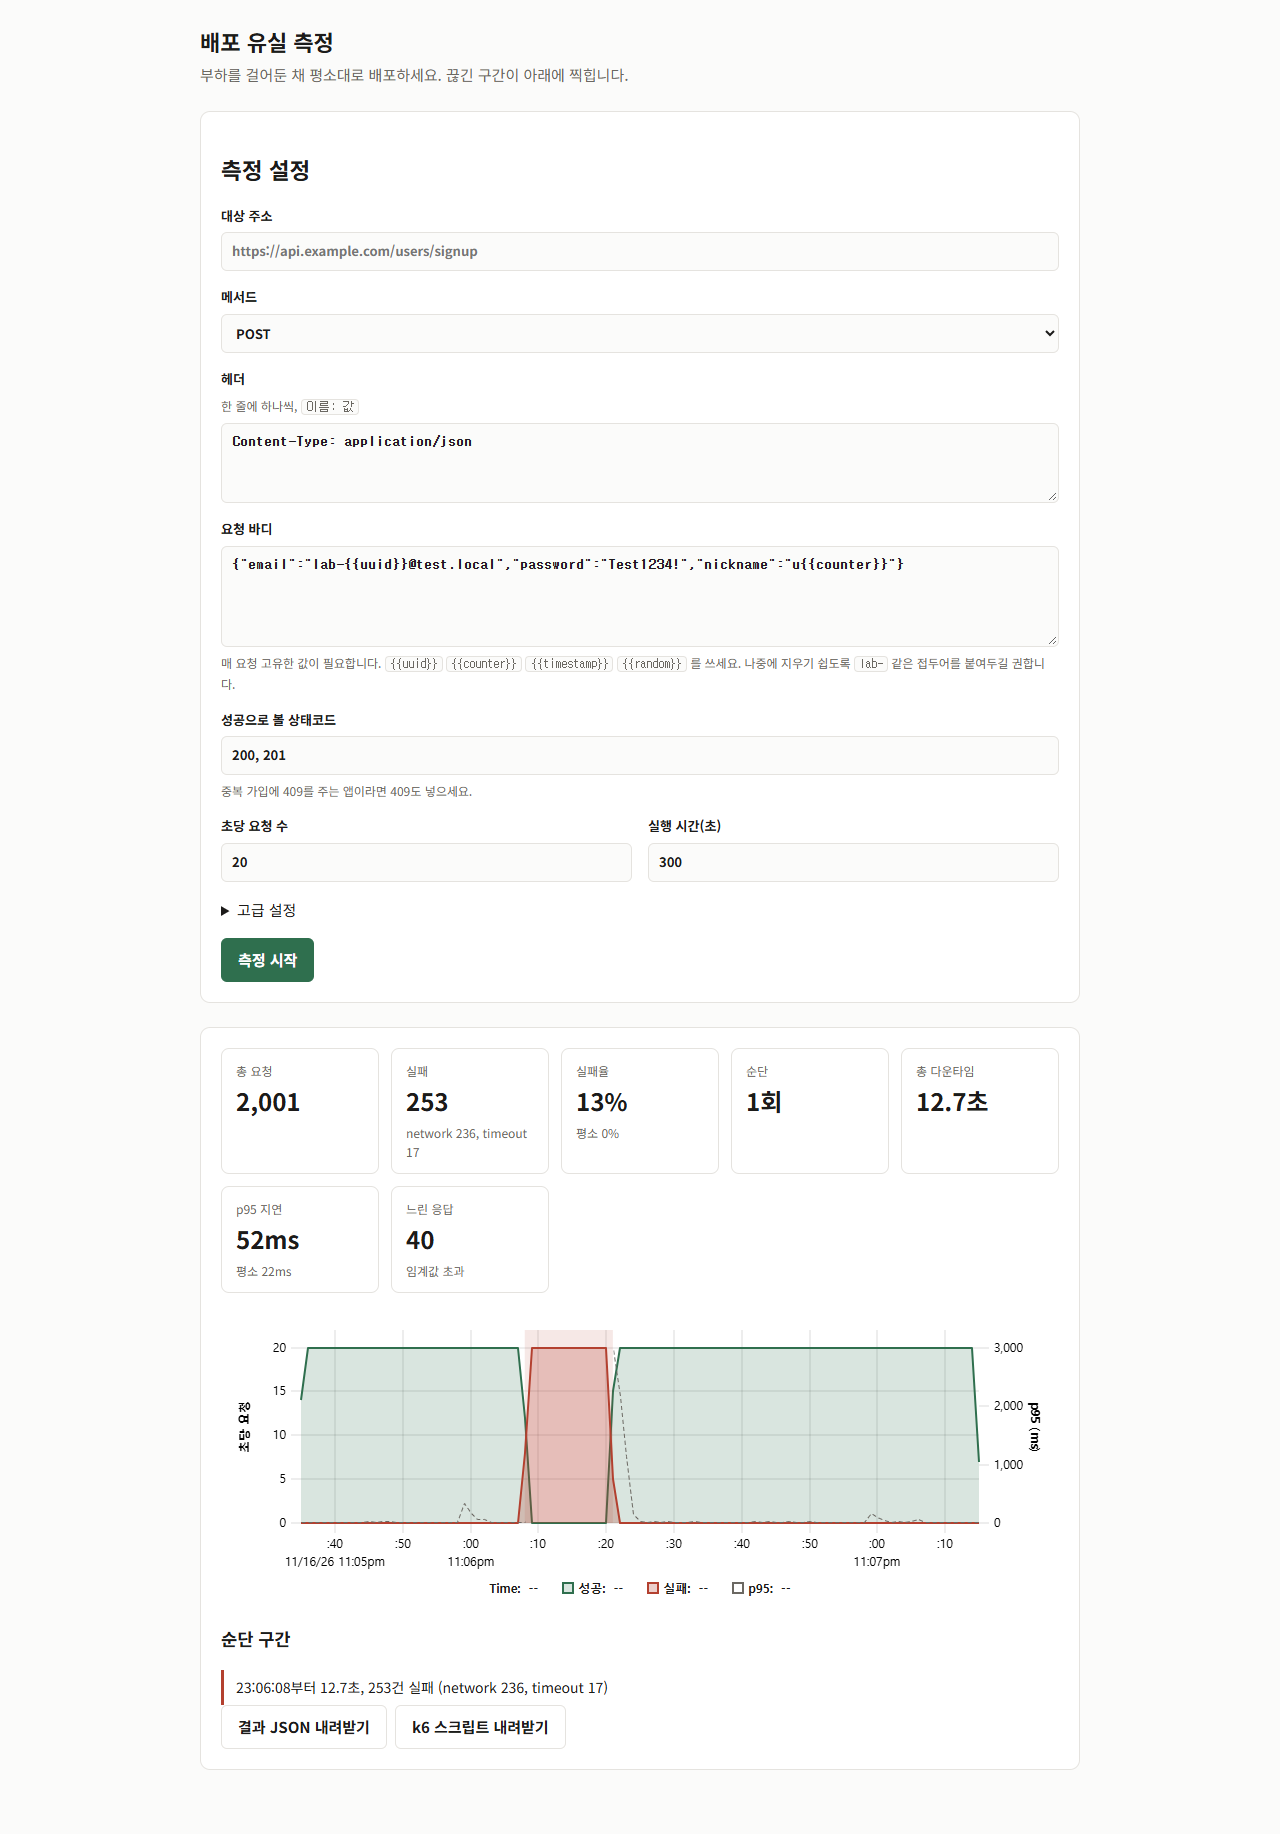 배포 유실 측정
부하를 걸어둔 채 평소대로 배포하세요. 끊긴 구간이 아래에 찍힙니다.
측정 설정
대상 주소
https://api.example.com/users/signup
메서드
POST
헤더
한 줄에 하나씩, 이름: 값
Content-Type: application/json
요청 바디
{"email":"lab-{{uuid}}@test.local","password":"Test1234!","nickname":"u{{counter}}"}
매 요청 고유한 값이 필요합니다. {{uuid}} {{counter}} {{timestamp}} {{random}} 를 쓰세요. 나중에 지우기 쉽도록 lab- 같은 접두어를 붙여두길 권합니
다.
성공으로 볼 상태코드
200, 201
중복 가입에 409를 주는 앱이라면 409도 넣으세요.
초당 요청 수 실행 시간(초)
20 300
▶ 고급 설정
측정 시작
총 요청 실패 실패율 순단 총 다운타임
2,001 253 13% 1회 12.7초
network 236, timeout 평소 0%
17
p95 지연 느린 응답
52ms 40
평소 22ms 임계값 초과
20 3,000
15 2,000
10
5 1,000
0 0
초당 요청
p95 (ms)
:40 :50 :00 :10 :20 :30 :40 :50 :00 :10
11/16/26 11:05pm 11:06pm 11:07pm
Time: -- 성공: -- 실패: -- p95: --
순단 구간
23:06:08부터 12.7초, 253건 실패 (network 236, timeout 17)
결과 JSON 내려받기 k6 스크립트 내려받기